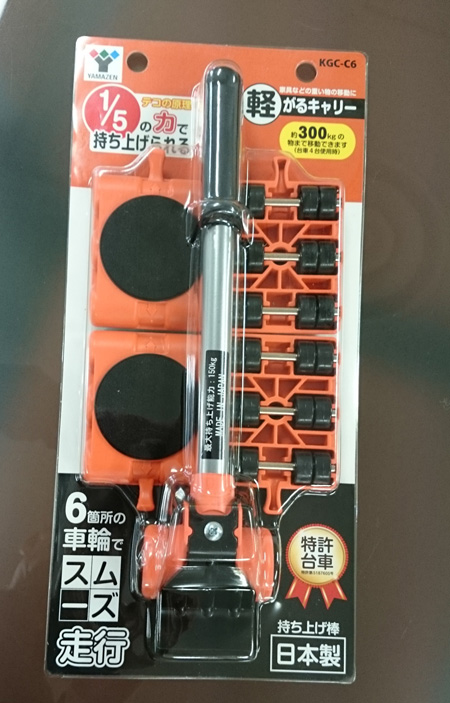 YAMAZEN
KGC-C6
テコの原理
1/5の力で
持ち上げられる
家具などの重い物の移動に
軽がるキャリー
約300kgの
物まで移動できます
(台車4台使用時)
最大持ち上げ能力:150kg
MADE IN JAPAN
6箇所の
車輪で
スム
ーズ
走行
特許
台車
持ち上げ棒
日本製